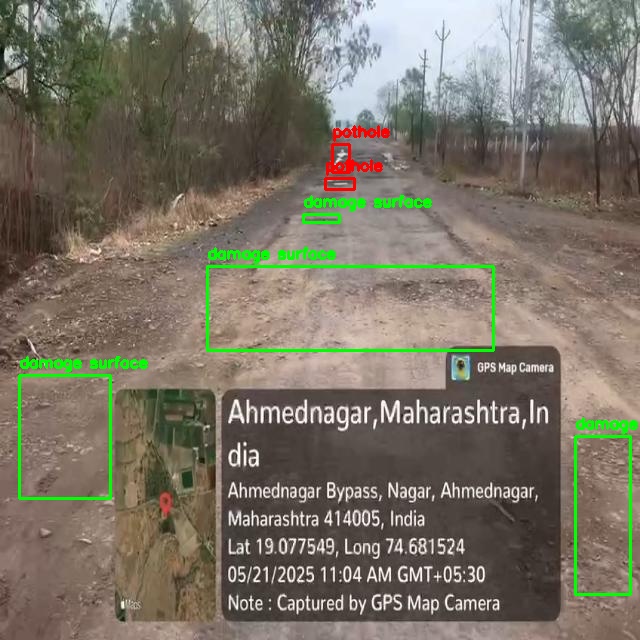 pothole
pothole
damage surface
damage surface
damage surface
damage
GPS Map Camera
Ahmednagar,Maharashtra,In
dia
Ahmednagar Bypass, Nagar, Ahmednagar,
Maharashtra 414005, India
Lat 19.077549, Long 74.681524
05/21/2025 11:04 AM GMT+05:30
Note : Captured by GPS Map Camera
Maps